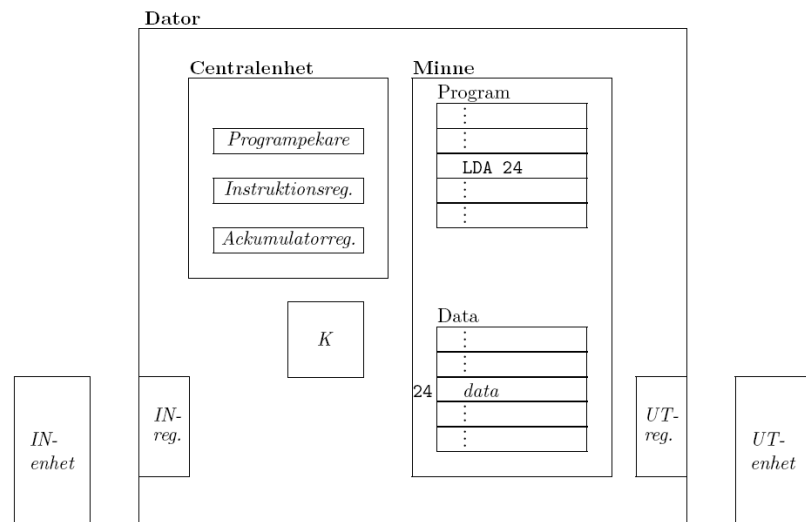 Dator
Centralenhet
Minne
Program
⋮
⋮
LDA 24
⋮
⋮
Programpekare
Instruktionsreg.
Ackumulatorreg.
K
Data
⋮
⋮
24 data
⋮
⋮
IN-
enhet
IN-
reg.
UT-
reg.
UT-
enhet